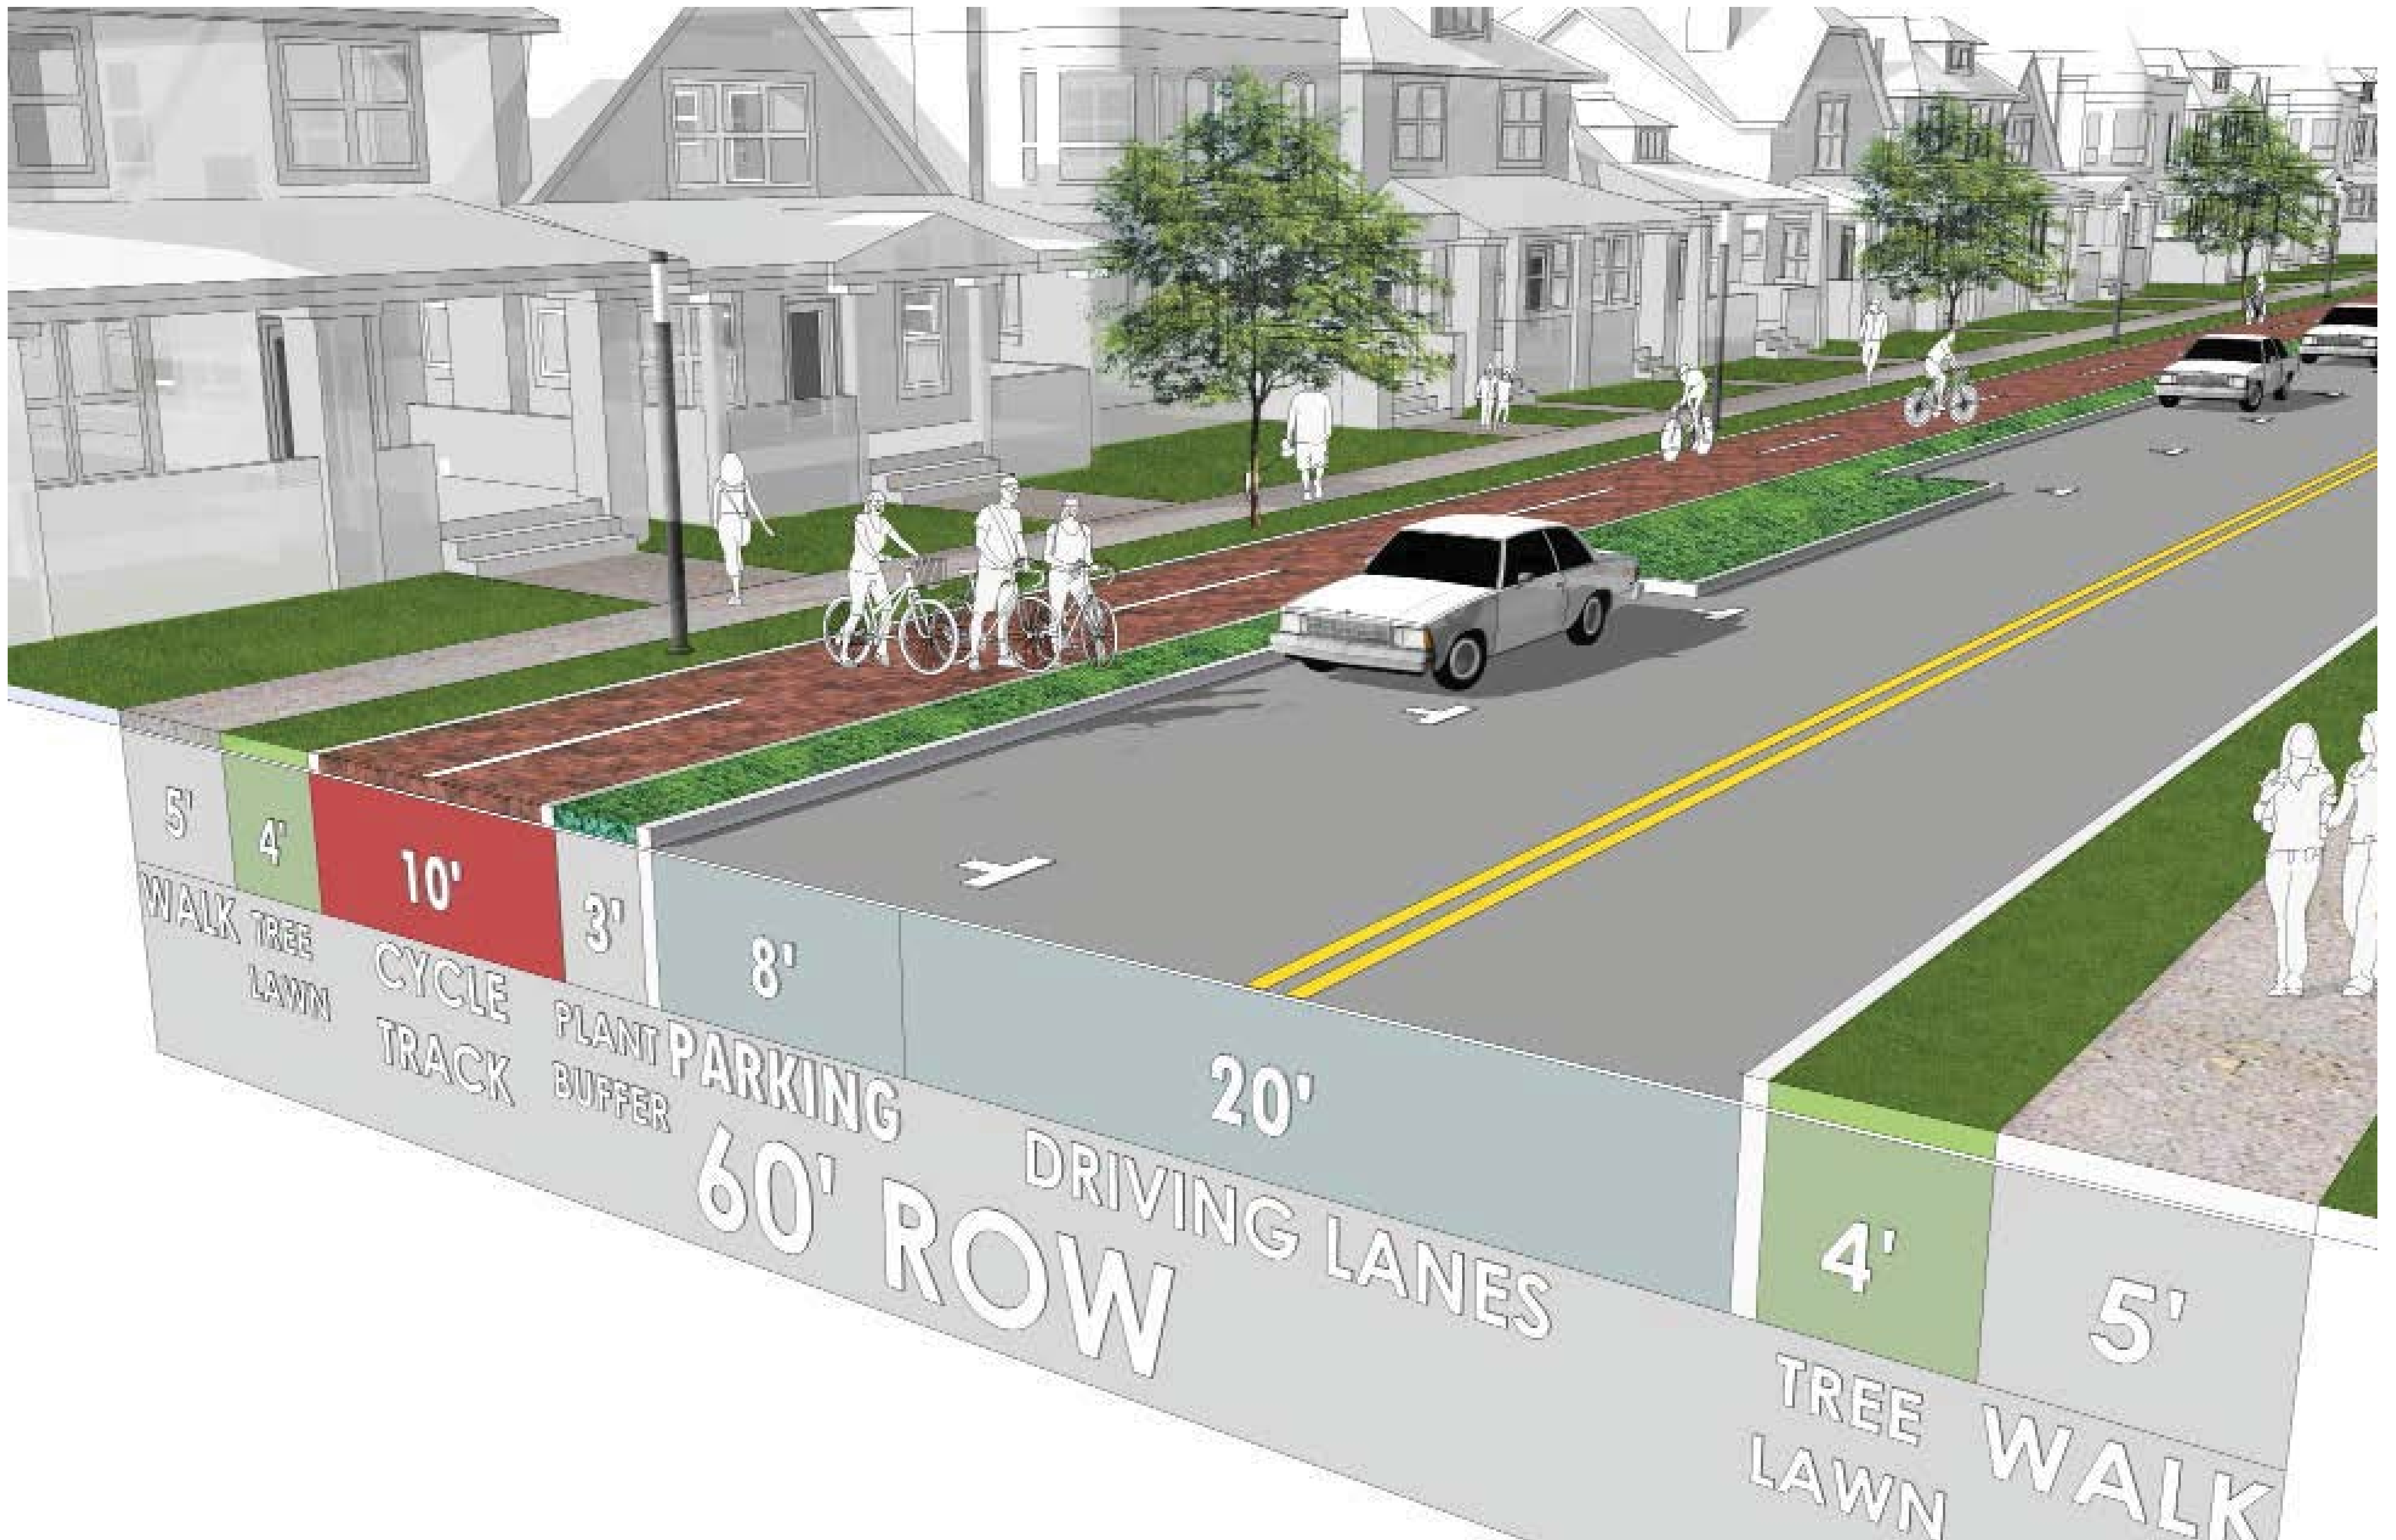 5'
4'
10'
3'
8'
20'
4'
5'
WALK
TREE
LAWN
CYCLE
TRACK
PLANT
BUFFER
PARKING
DRIVING LANES
TREE
LAWN
WALK
60' ROW